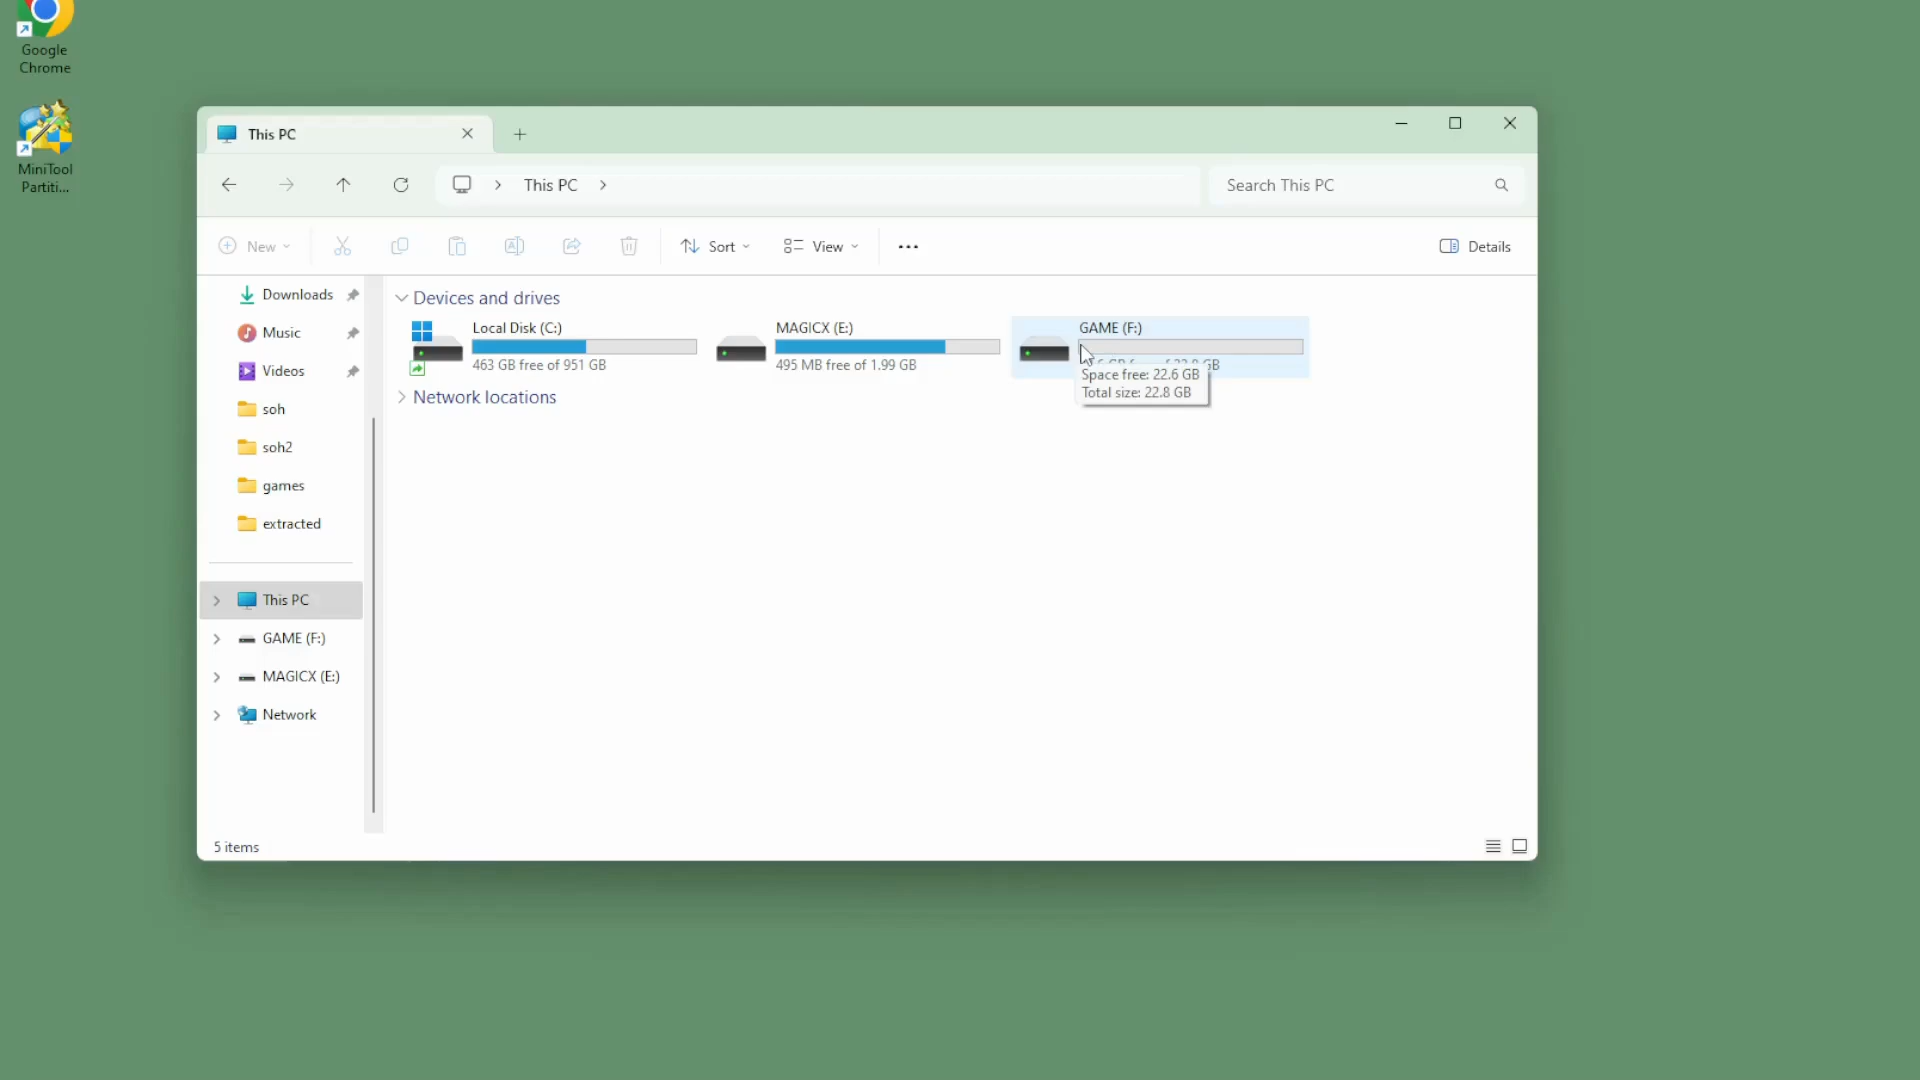 Google
Chrome
MiniTool
Partiti...
This PC
This PC
Search This PC
New
Sort
View
Details
Downloads
Music
Videos
soh
soh2
games
extracted
This PC
GAME (F:)
MAGICX (E:)
Network
Devices and drives
Local Disk (C:)
463 GB free of 951 GB
MAGICX (E:)
495 MB free of 1.99 GB
GAME (F:)
Space free: 22.6 GB
Total size: 22.8 GB
Network locations
5 items